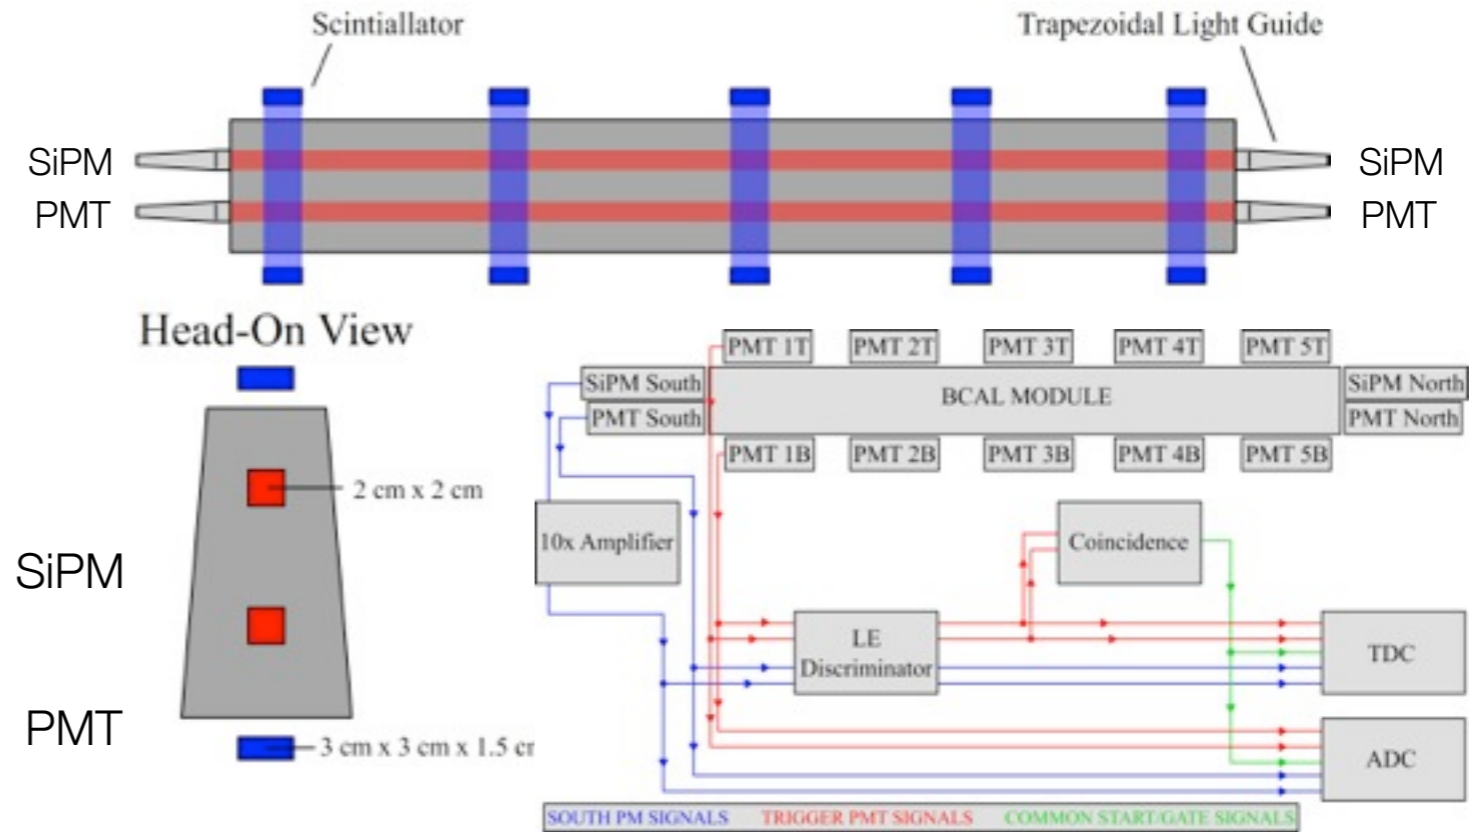 Scintiallator
Trapezoidal Light Guide
SiPM
SiPM
PMT
PMT
Head-On View
2 cm x 2 cm
SiPM
PMT
3 cm x 3 cm x 1.5 cr
PMT 1T
PMT 2T
PMT 3T
PMT 4T
PMT 5T
SiPM South
BCAL MODULE
SiPM North
PMT South
PMT North
PMT 1B
PMT 2B
PMT 3B
PMT 4B
PMT 5B
10x Amplifier
Coincidence
LE
Discriminator
TDC
ADC
SOUTH PM SIGNALS TRIGGER PMT SIGNALS COMMON START/GATE SIGNALS